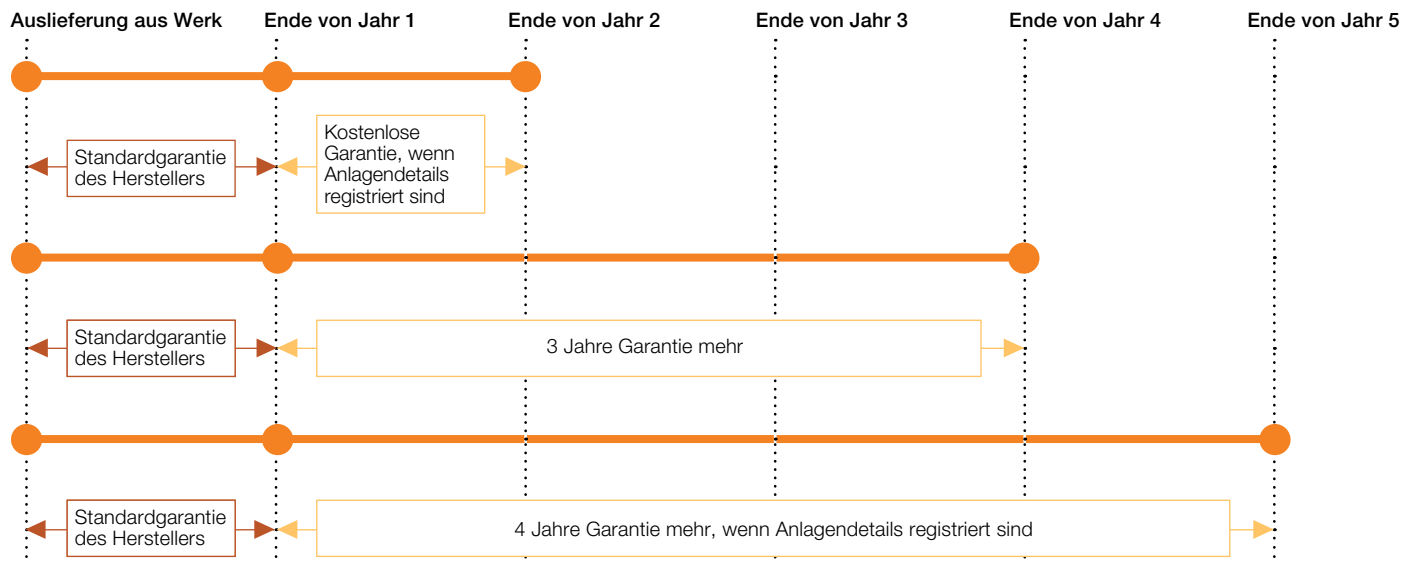 Auslieferung aus Werk
Ende von Jahr 1
Ende von Jahr 2
Ende von Jahr 3
Ende von Jahr 4
Ende von Jahr 5
Standardgarantie
des Herstellers
Kostenlose
Garantie, wenn
Anlagendetails
registriert sind
Standardgarantie
des Herstellers
3 Jahre Garantie mehr
Standardgarantie
des Herstellers
4 Jahre Garantie mehr, wenn Anlagendetails registriert sind